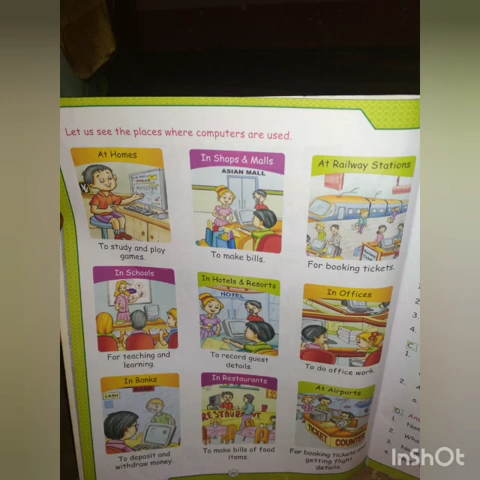 Let us see the places where computers are used.
At Homes
To study and play
games.
In Shops & Malls
ASIAN MALL
To make bills.
At Railway Stations
For booking tickets.
In Schools
For teaching and
learning.
In Hotels & Resorts
HOTEL
To record guest
details.
In Offices
To do office work
In Banks
CASH
To deposit and
withdraw money.
In Restaurants
RESTAURANT
To make bills of food
items.
At Airports
TICKET COUNTER
For booking tickets
getting flight
details.
InShOt